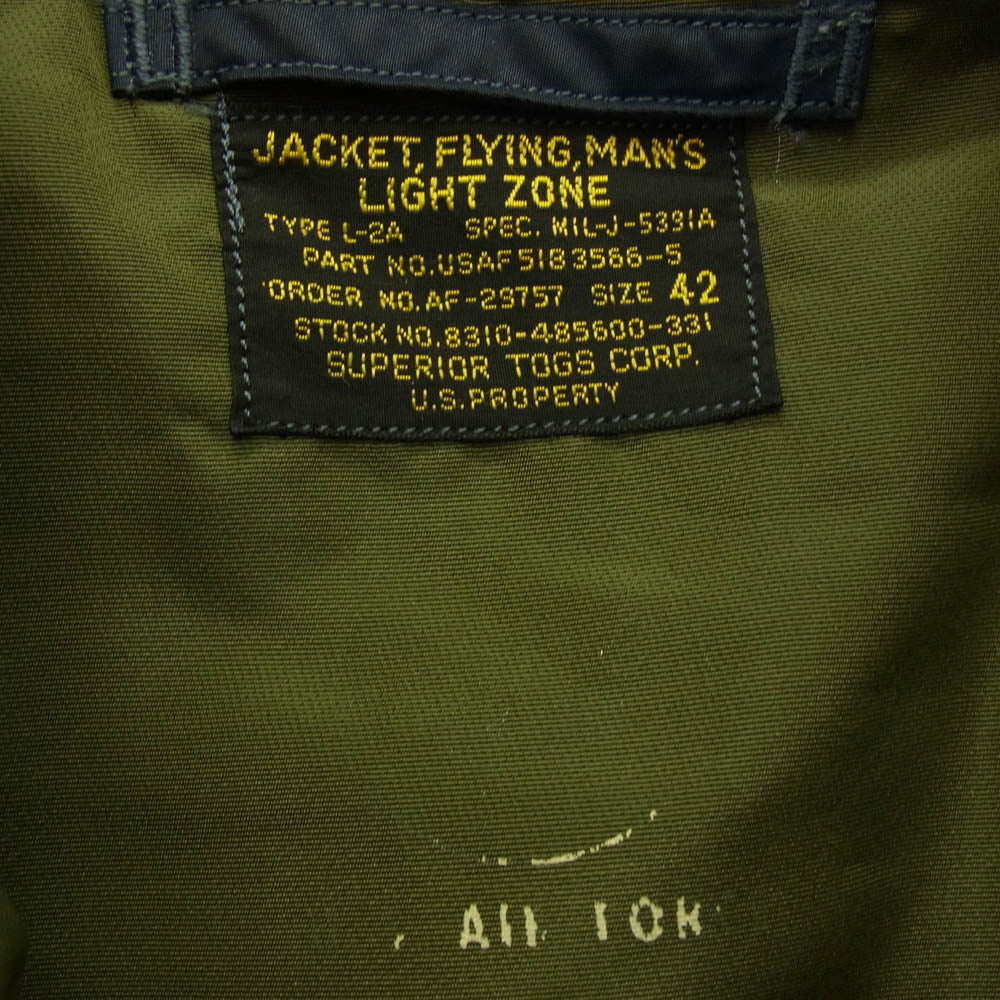 JACKET, FLYING, MAN'S
LIGHT ZONE
TYPE L-2A SPEC. MIL-J-5391A
PART NO. USAF 5183566-5
ORDER NO. AF-29757 SIZE 42
STOCK NO. 8310-485600-331
SUPERIOR TOGS CORP.
U.S. PROPERTY